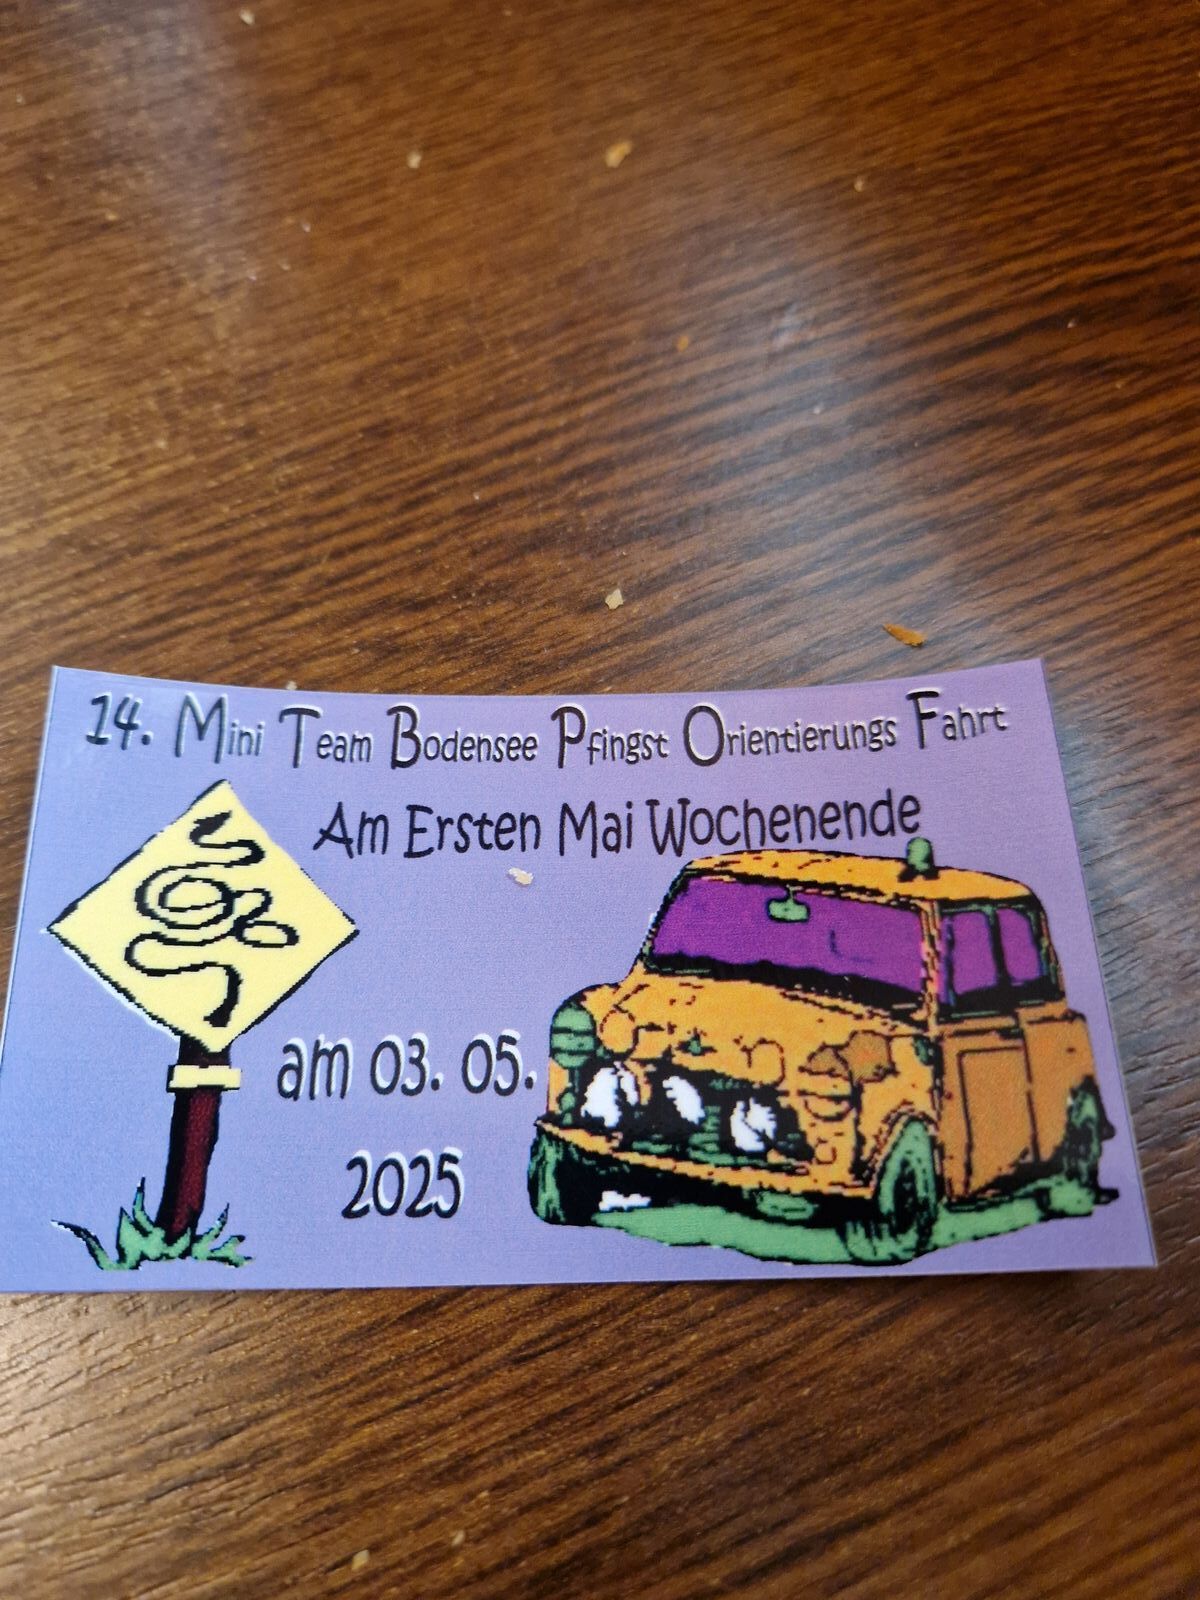 14. Mini Team Bodensee Pfingst Orientierungs Fahrt
Am Ersten Mai Wochenende
am 03. 05.
2025